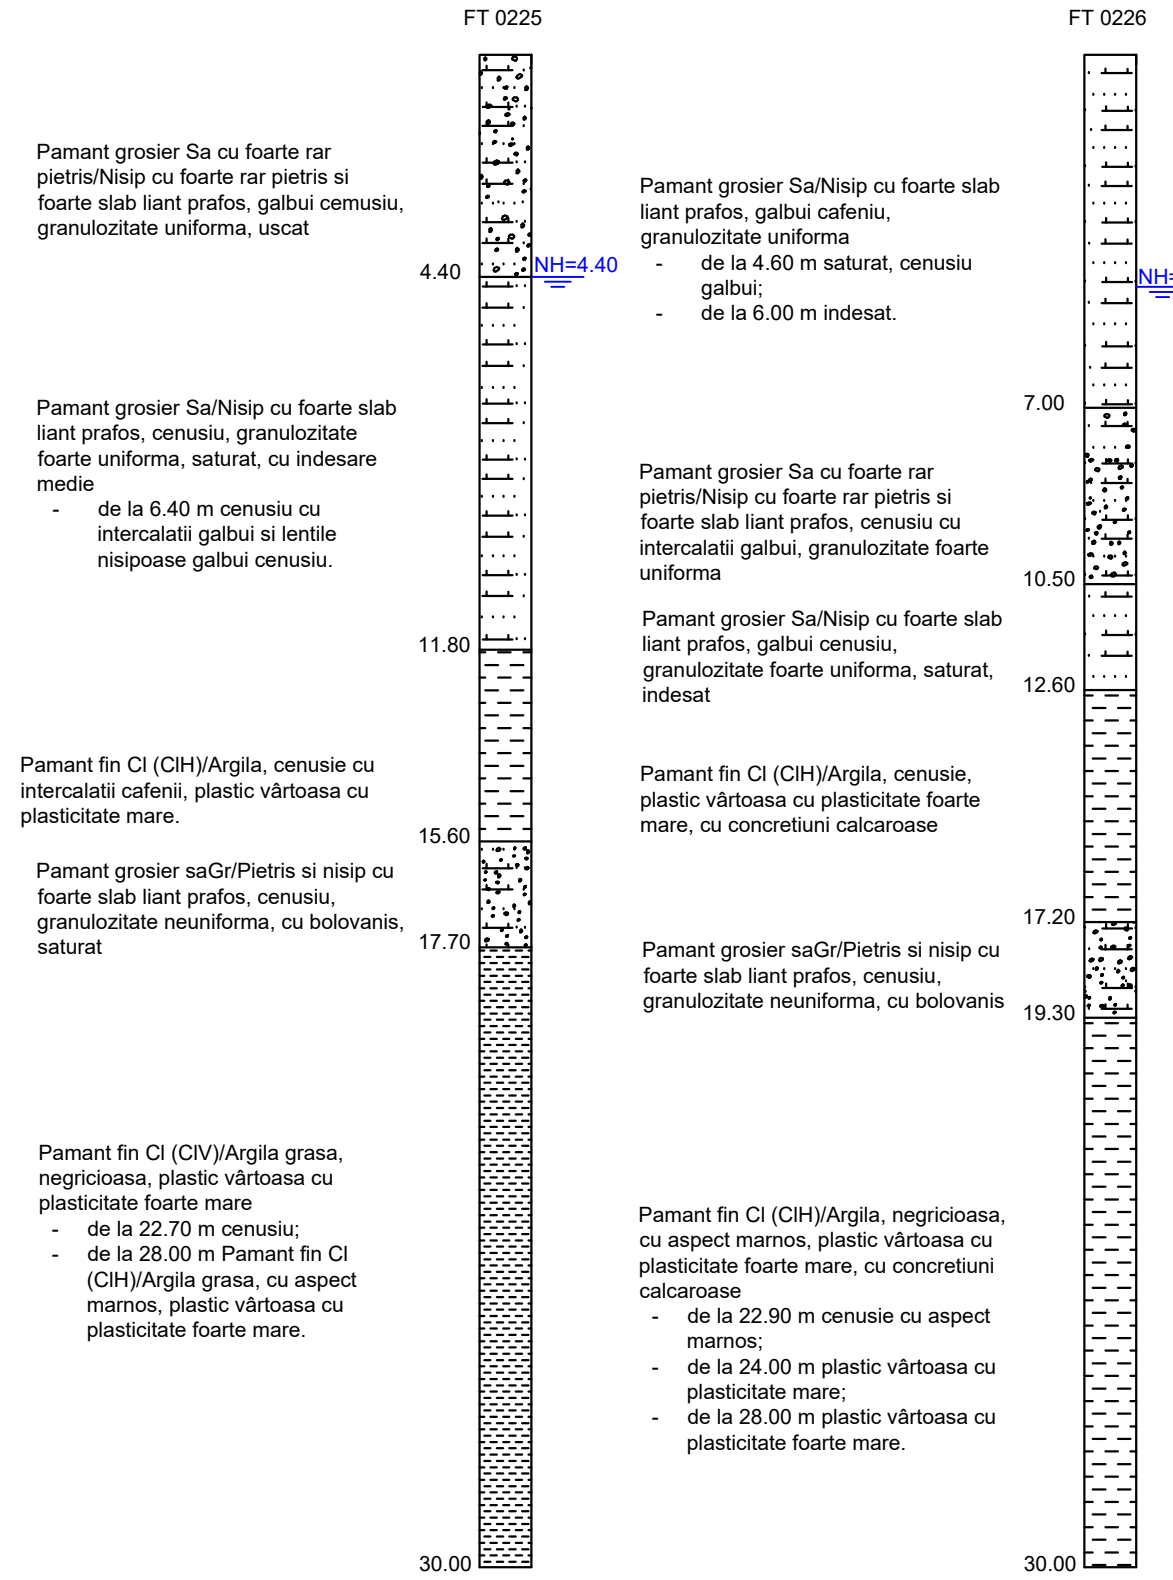 FT 0225
Pamant grosier Sa cu foarte rar
pietris/Nisip cu foarte rar pietris si
foarte slab liant prafos, galbui cemusiu,
granulozitate uniforma, uscat
4.40
NH=4.40
Pamant grosier Sa/Nisip cu foarte slab
liant prafos, cenusiu, granulozitate
foarte uniforma, saturat, cu indesare
medie
- de la 6.40 m cenusiu cu
intercalatii galbui si lentile
nisipoase galbui cenusiu.
11.80
Pamant fin Cl (ClH)/Argila, cenusie cu
intercalatii cafenii, plastic vârtoasa cu
plasticitate mare.
15.60
Pamant grosier saGr/Pietris si nisip cu
foarte slab liant prafos, cenusiu,
granulozitate neuniforma, cu bolovanis,
saturat
17.70
Pamant fin Cl (ClV)/Argila grasa,
negricioasa, plastic vârtoasa cu
plasticitate foarte mare
- de la 22.70 m cenusiu;
- de la 28.00 m Pamant fin Cl
(ClH)/Argila grasa, cu aspect
marnos, plastic vârtoasa cu
plasticitate foarte mare.
30.00
FT 0226
Pamant grosier Sa/Nisip cu foarte slab
liant prafos, galbui cafeniu,
granulozitate uniforma
- de la 4.60 m saturat, cenusiu
galbui;
- de la 6.00 m indesat.
NH=
7.00
Pamant grosier Sa cu foarte rar
pietris/Nisip cu foarte rar pietris si
foarte slab liant prafos, cenusiu cu
intercalatii galbui, granulozitate foarte
uniforma
10.50
Pamant grosier Sa/Nisip cu foarte slab
liant prafos, galbui cenusiu,
granulozitate foarte uniforma, saturat,
indesat
12.60
Pamant fin Cl (ClH)/Argila, cenusie,
plastic vârtoasa cu plasticitate foarte
mare, cu concretiuni calcaroase
17.20
Pamant grosier saGr/Pietris si nisip cu
foarte slab liant prafos, cenusiu,
granulozitate neuniforma, cu bolovanis
19.30
Pamant fin Cl (ClH)/Argila, negricioasa,
cu aspect marnos, plastic vârtoasa cu
plasticitate foarte mare, cu concretiuni
calcaroase
- de la 22.90 m cenusie cu aspect
marnos;
- de la 24.00 m plastic vârtoasa cu
plasticitate mare;
- de la 28.00 m plastic vârtoasa cu
plasticitate foarte mare.
30.00